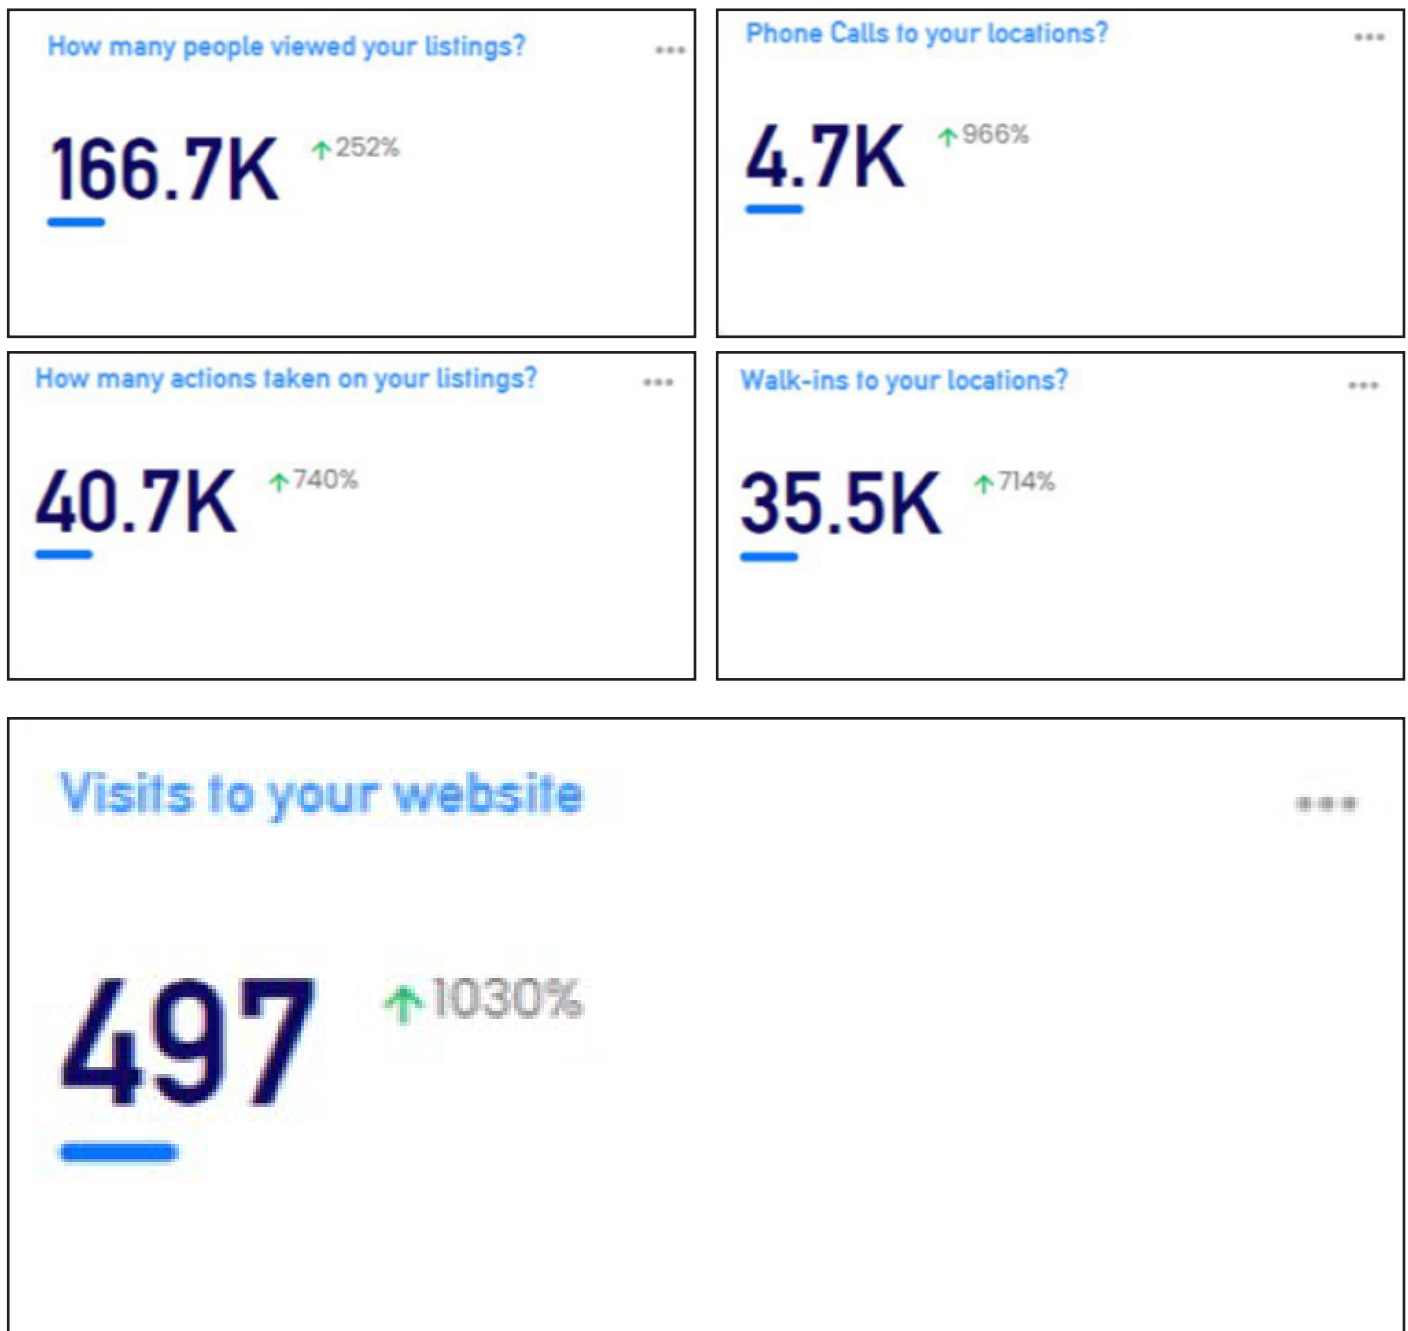 How many people viewed your listings?
166.7K ↑252%
Phone Calls to your locations?
4.7K ↑966%
How many actions taken on your listings?
40.7K ↑740%
Walk-ins to your locations?
35.5K ↑714%
Visits to your website
497 ↑1030%